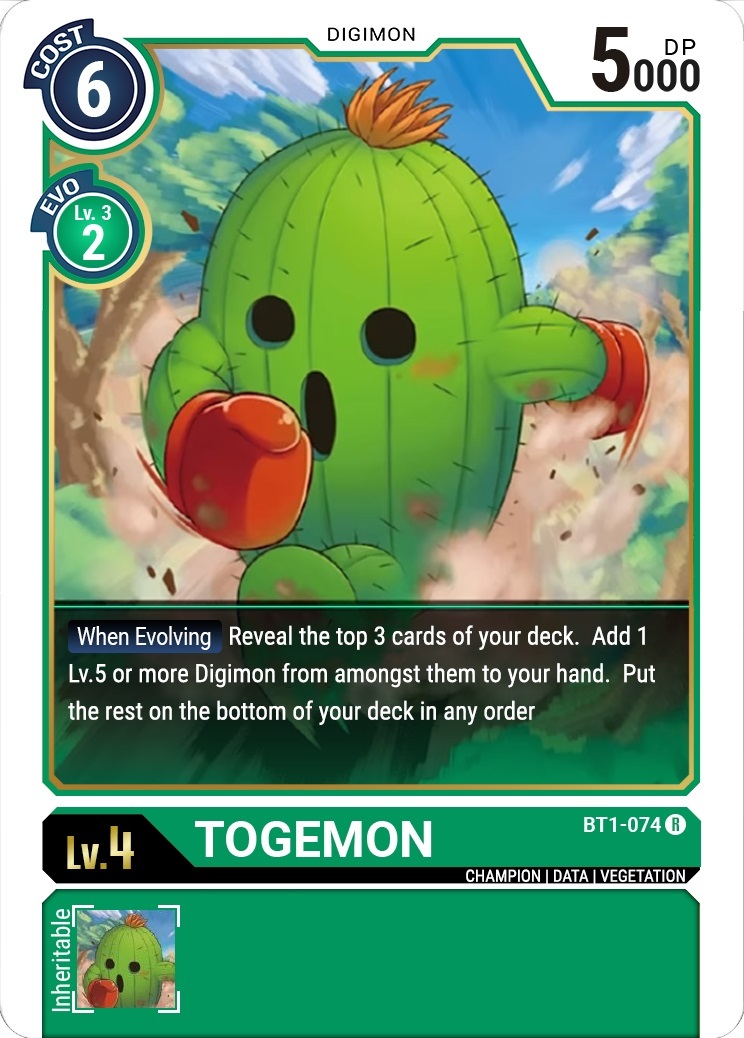 DIGIMON
COST
6
DP
5000
EVO
Lv. 3
2
When Evolving Reveal the top 3 cards of your deck. Add 1
Lv.5 or more Digimon from amongst them to your hand. Put
the rest on the bottom of your deck in any order
BT1-074 R
Lv.4 TOGEMON
CHAMPION | DATA | VEGETATION
Inheritable